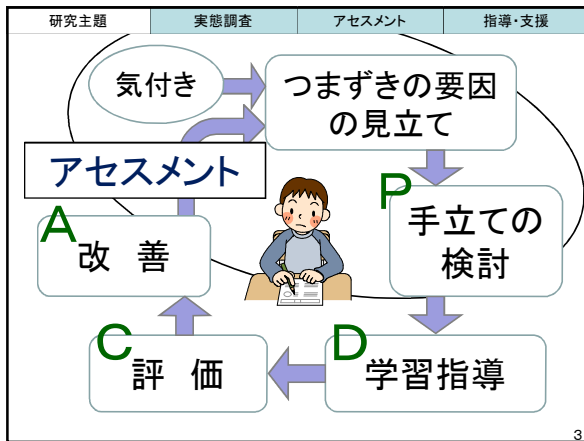 研究主題
実態調査
アセスメント
指導・支援
気付き
つまずきの要因
の見立て
アセスメント
P
手立ての
検討
A
改 善
C
評 価
D
学習指導
3